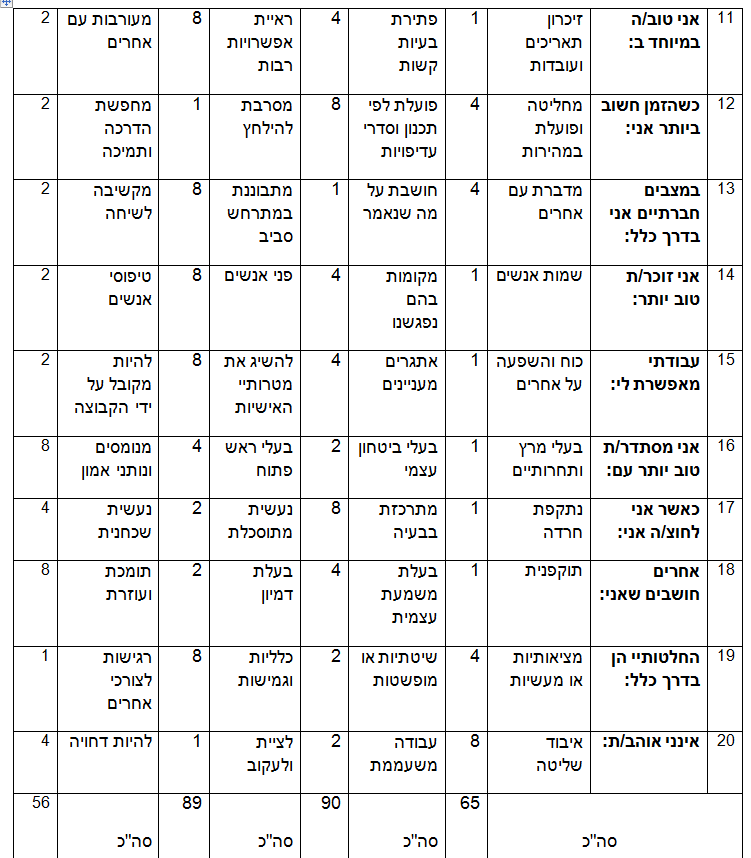 11
אני טוב/ה
במיוחד ב:
זיכרון
תאריכים
ועובדות
1
פתירת
בעיות
קשות
4
ראיית
אפשרויות
רבות
8
מעורבות עם
אחרים
2
12
כשהזמן חשוב
ביותר אני:
מחליטה
ופועלת
במהירות
4
פועלת לפי
תכנון וסדרי
עדיפויות
8
מסרבת
להילחץ
1
מחפשת
הדרכה
ותמיכה
2
13
במצבים
חברתיים אני
בדרך כלל:
מדברת עם
אחרים
4
חושבת על
מה שנאמר
1
מתבוננת
במתרחש
סביב
8
מקשיבה
לשיחה
2
14
אני זוכר/ת
טוב יותר:
שמות אנשים
1
מקומות
בהם
נפגשנו
4
פני אנשים
8
טיפוסי
אנשים
2
15
עבודתי
מאפשרת לי:
כוח והשפעה
על אחרים
1
אתגרים
מעניינים
4
להשיג את
מטרותיי
האישיות
8
להיות
מקובל על
ידי הקבוצה
2
16
אני מסתדר/ת
טוב יותר עם:
בעלי מרץ
ותחרותיים
1
בעלי ביטחון
עצמי
2
בעלי ראש
פתוח
4
מנומסים
ונותני אמון
8
17
כאשר אני
לחוצ/ה אני:
נתקפת
חרדה
1
מתרכזת
בבעיה
8
נעשית
מתוסכלת
2
נעשית
שכחנית
4
18
אחרים
חושבים שאני:
תוקפנית
1
בעלת
משמעת
עצמית
4
בעלת
דמיון
2
תומכת
ועוזרת
8
19
החלטותיי הן
בדרך כלל:
מציאותיות
או מעשיות
4
שיטתיות או
מופשטות
2
כלליות
וגמישות
8
רגישות
לצורכי
אחרים
1
20
אינני אוהב/ת:
איבוד
שליטה
8
עבודה
משעממת
2
לציית
ולעקוב
1
להיות דחויה
4
סה"כ
65
סה"כ
90
סה"כ
89
סה"כ
56